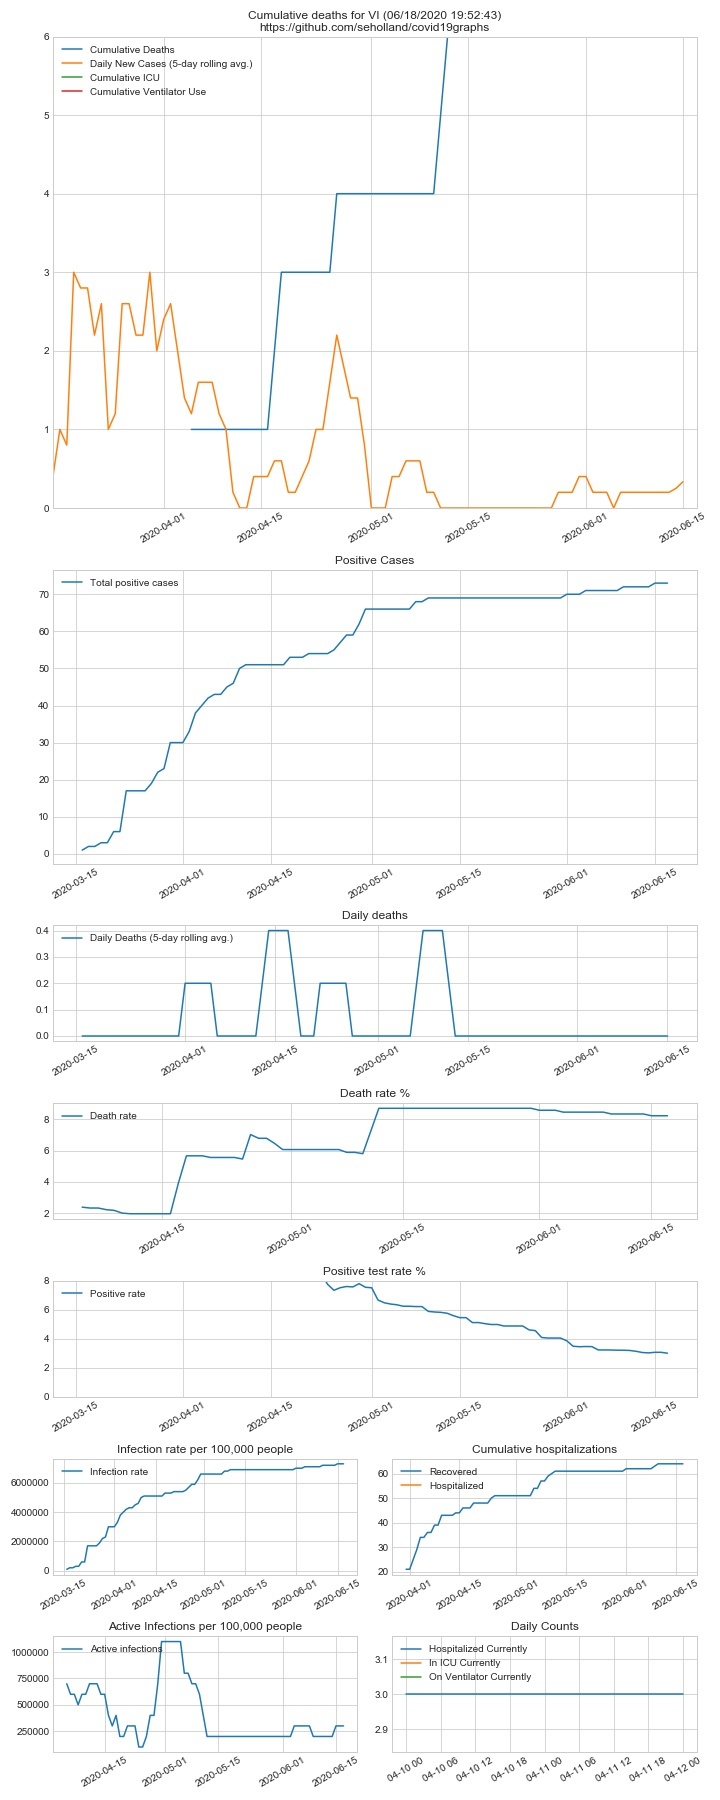 Cumulative deaths for VI (06/18/2020 19:52:43)
https://github.com/seholland/covid19graphs
Cumulative Deaths
Daily New Cases (5-day rolling avg.)
Cumulative ICU
Cumulative Ventilator Use
6
5
4
3
2
1
0
2020-04-01 2020-04-15 2020-05-01 2020-05-15 2020-06-01 2020-06-15
Positive Cases
Total positive cases
70
60
50
40
30
20
10
0
2020-03-15 2020-04-01 2020-04-15 2020-05-01 2020-05-15 2020-06-01 2020-06-15
Daily deaths
Daily Deaths (5-day rolling avg.)
0.4
0.3
0.2
0.1
0.0
2020-03-15 2020-04-01 2020-04-15 2020-05-01 2020-05-15 2020-06-01 2020-06-15
Death rate %
Death rate
8
6
4
2
2020-04-15 2020-05-01 2020-05-15 2020-06-01 2020-06-15
Positive test rate %
Positive rate
8
6
4
2
0
2020-03-15 2020-04-01 2020-04-15 2020-05-01 2020-05-15 2020-06-01 2020-06-15
Infection rate per 100,000 people
Infection rate
6000000
4000000
2000000
0
2020-03-15 2020-04-01 2020-04-15 2020-05-01 2020-05-15 2020-06-01 2020-06-15
Cumulative hospitalizations
Recovered
Hospitalized
60
50
40
30
20
2020-04-01 2020-04-15 2020-05-01 2020-05-15 2020-06-01 2020-06-15
Active Infections per 100,000 people
Active infections
1000000
750000
500000
250000
2020-04-15 2020-05-01 2020-05-15 2020-06-01 2020-06-15
Daily Counts
Hospitalized Currently
In ICU Currently
On Ventilator Currently
3.1
3.0
2.9
04-10 00 04-10 06 04-10 12 04-10 18 04-11 00 04-11 06 04-11 12 04-11 18 04-12 00